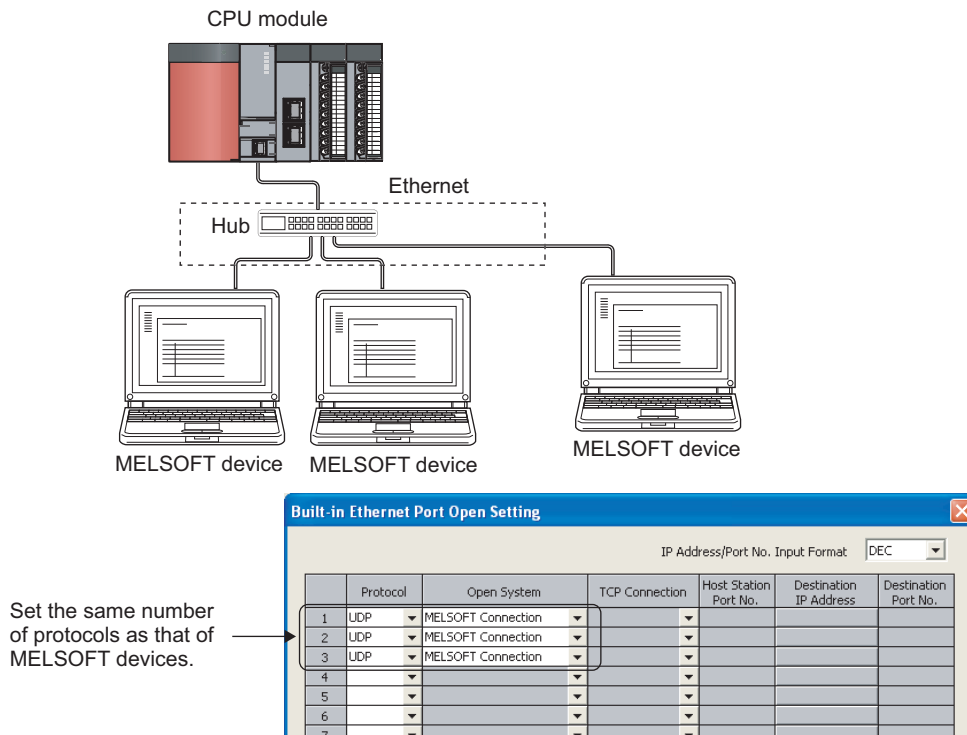 CPU module
Ethernet
Hub
MELSOFT device
MELSOFT device
MELSOFT device
Built-in Ethernet Port Open Setting
IP Address/Port No. Input Format DEC
Protocol Open System TCP Connection Host Station Port No. Destination IP Address Destination Port No.
1 UDP MELSOFT Connection
2 UDP MELSOFT Connection
3 UDP MELSOFT Connection
4
5
6
7
Set the same number
of protocols as that of
MELSOFT devices.